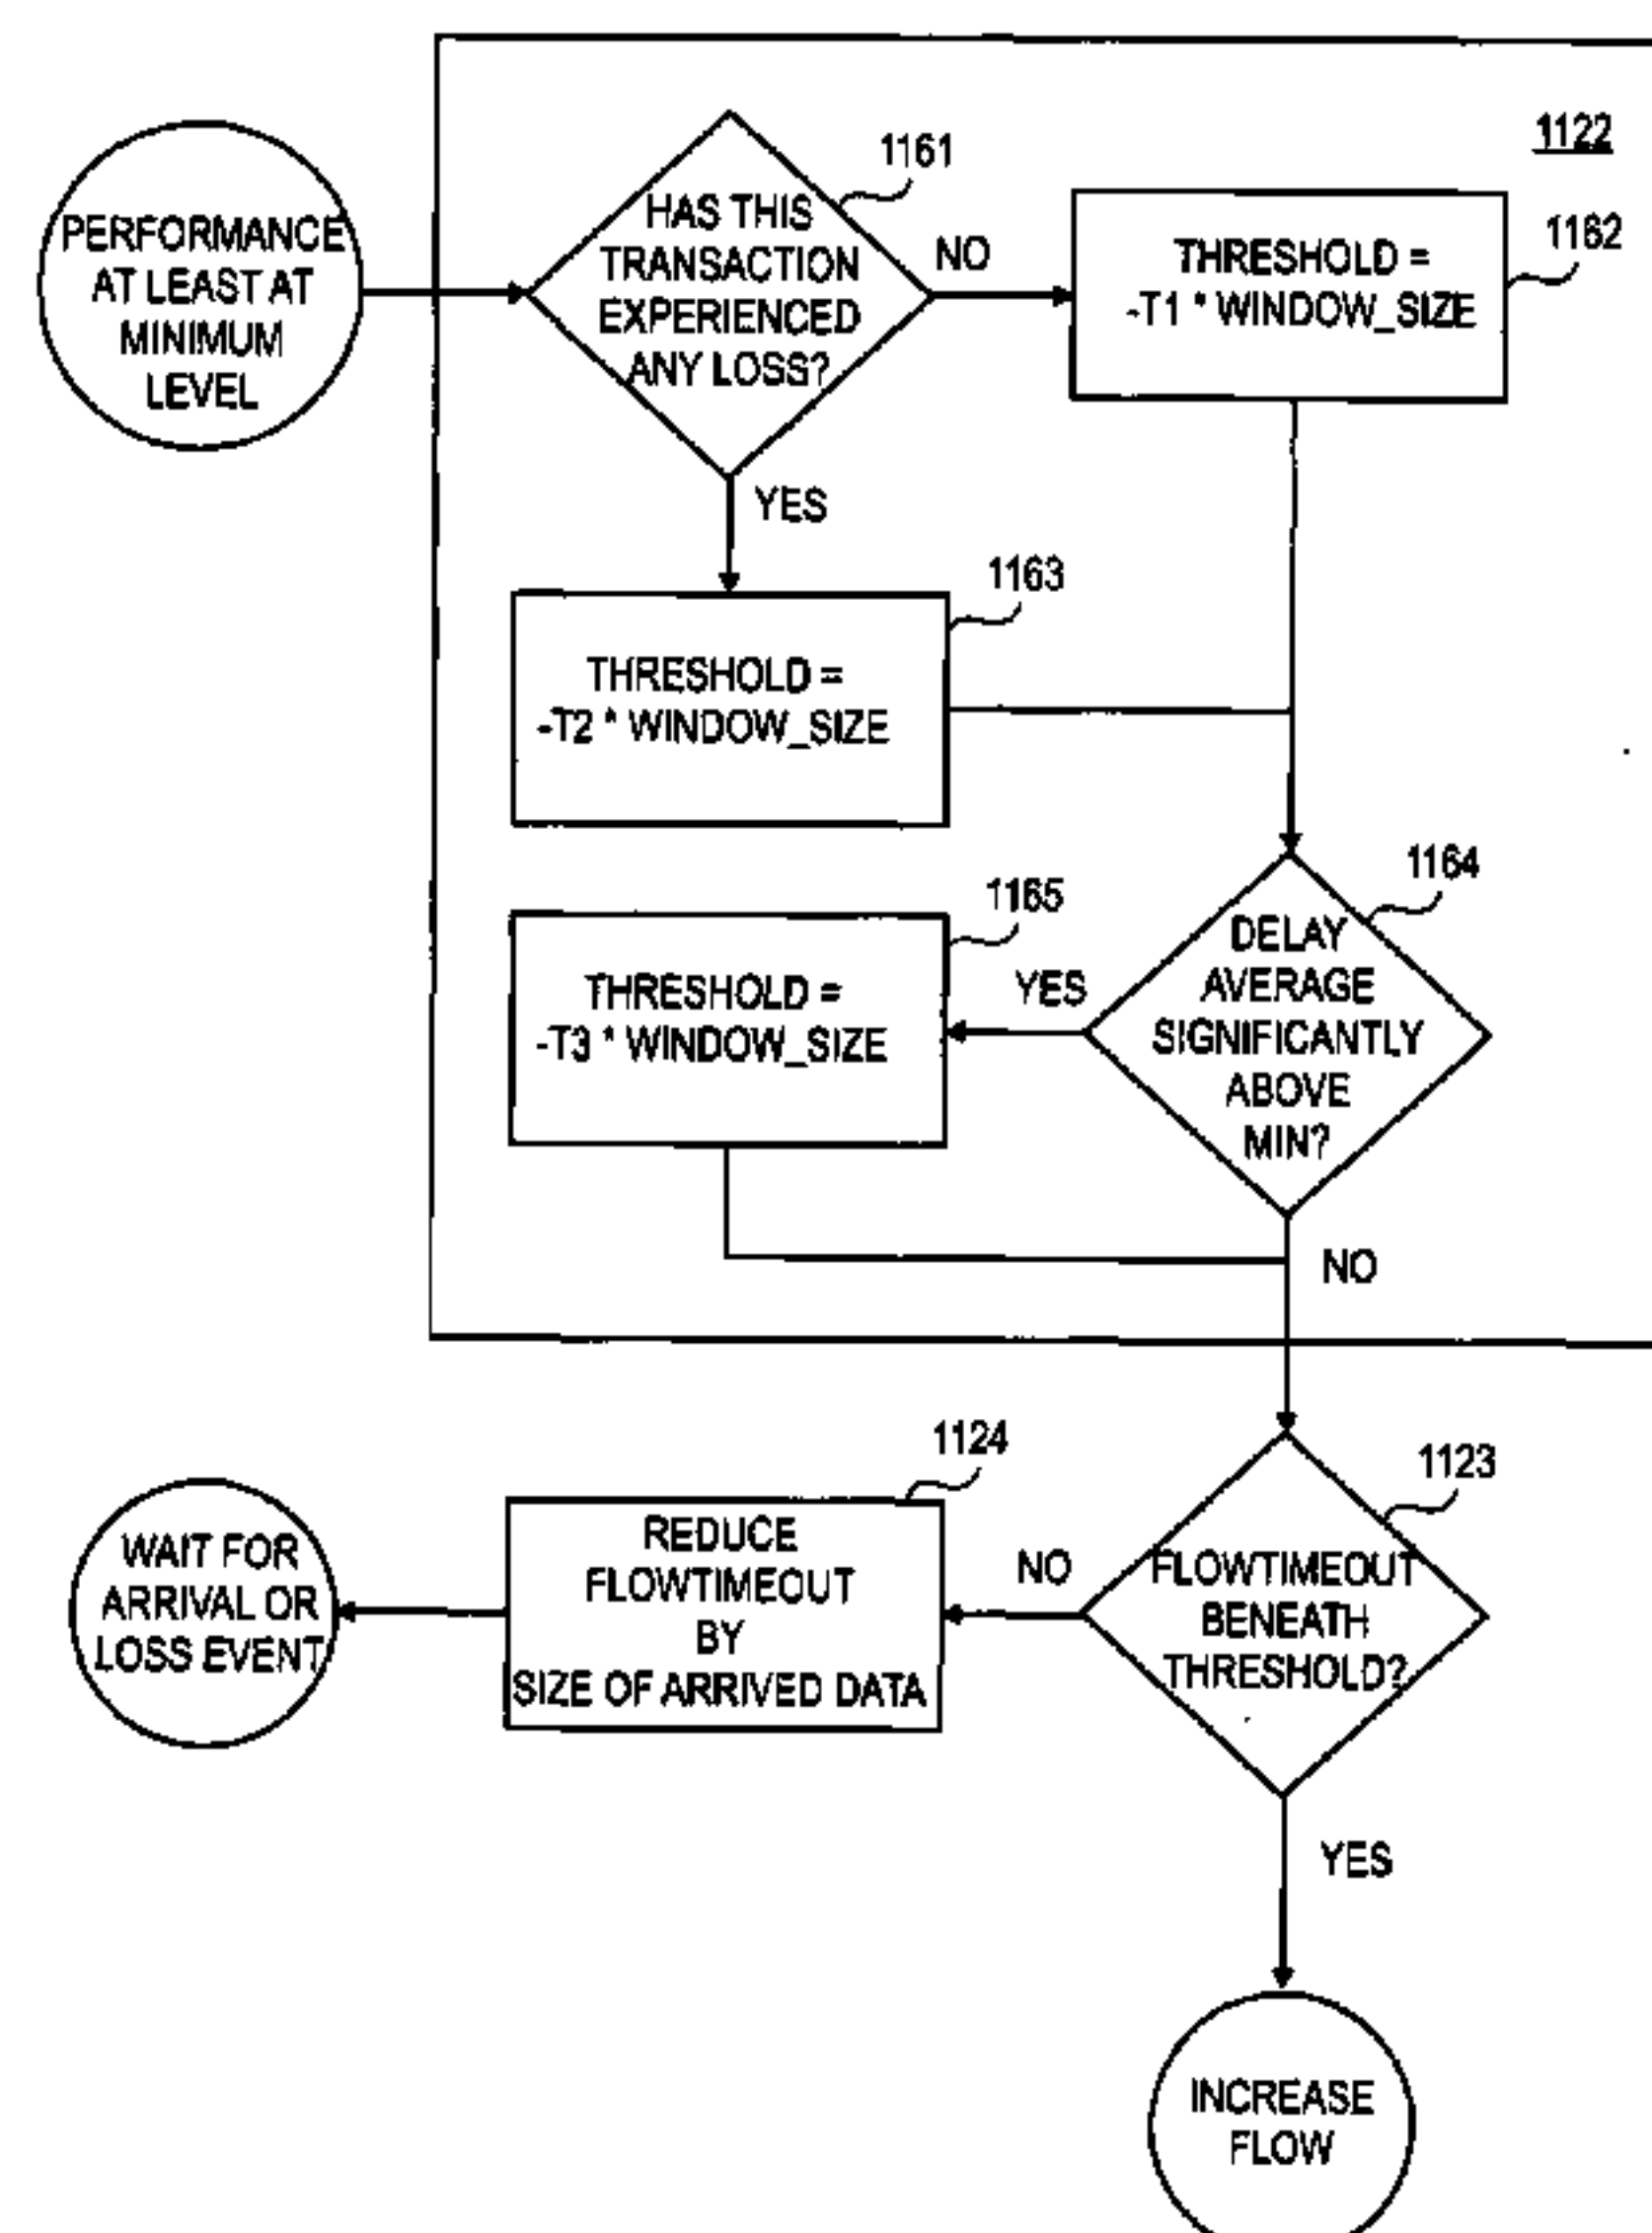 1122
PERFORMANCE
AT LEAST AT
MINIMUM
LEVEL
1161
HAS THIS
TRANSACTION
EXPERIENCED
ANY LOSS?
NO
1162
THRESHOLD =
-T1 * WINDOW_SIZE
YES
1163
THRESHOLD =
-T2 * WINDOW_SIZE
1164
DELAY
AVERAGE
SIGNIFICANTLY
ABOVE
MIN?
YES
1165
THRESHOLD =
-T3 * WINDOW_SIZE
NO
1123
FLOWTIMEOUT
BENEATH
THRESHOLD?
NO
1124
REDUCE
FLOWTIMEOUT
BY
SIZE OF ARRIVED DATA
WAIT FOR
ARRIVAL OR
LOSS EVENT
YES
INCREASE
FLOW